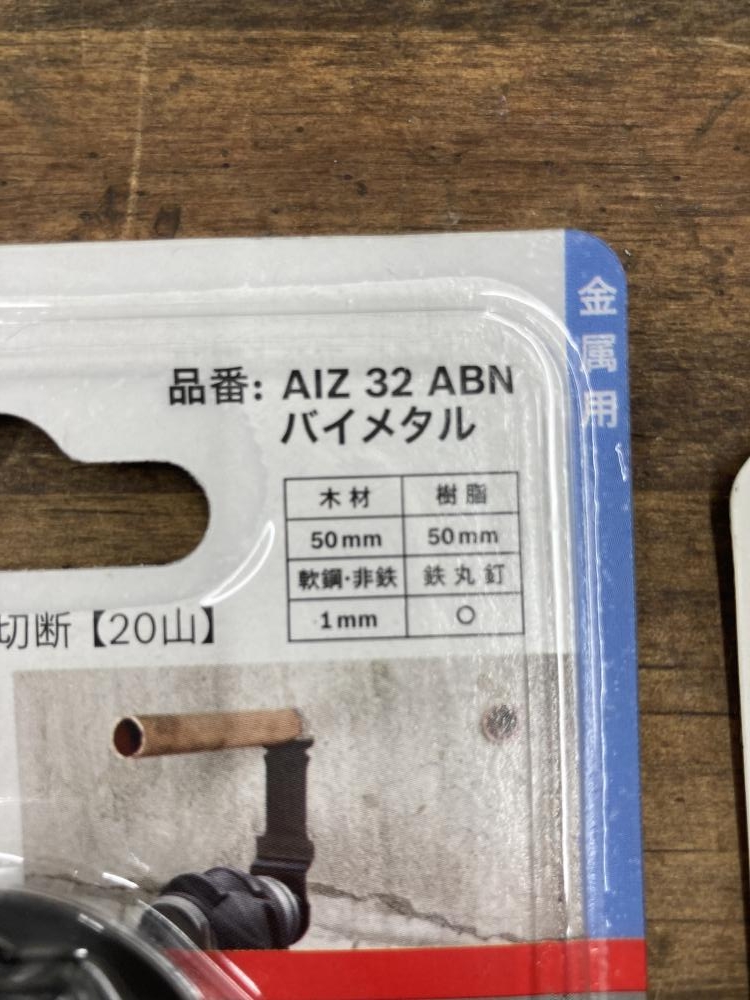 金属用
品番: AIZ 32 ABN
バイメタル
木材 樹脂
50mm 50mm
軟鋼·非鉄 鉄丸釘
1mm ○
切断【20山】